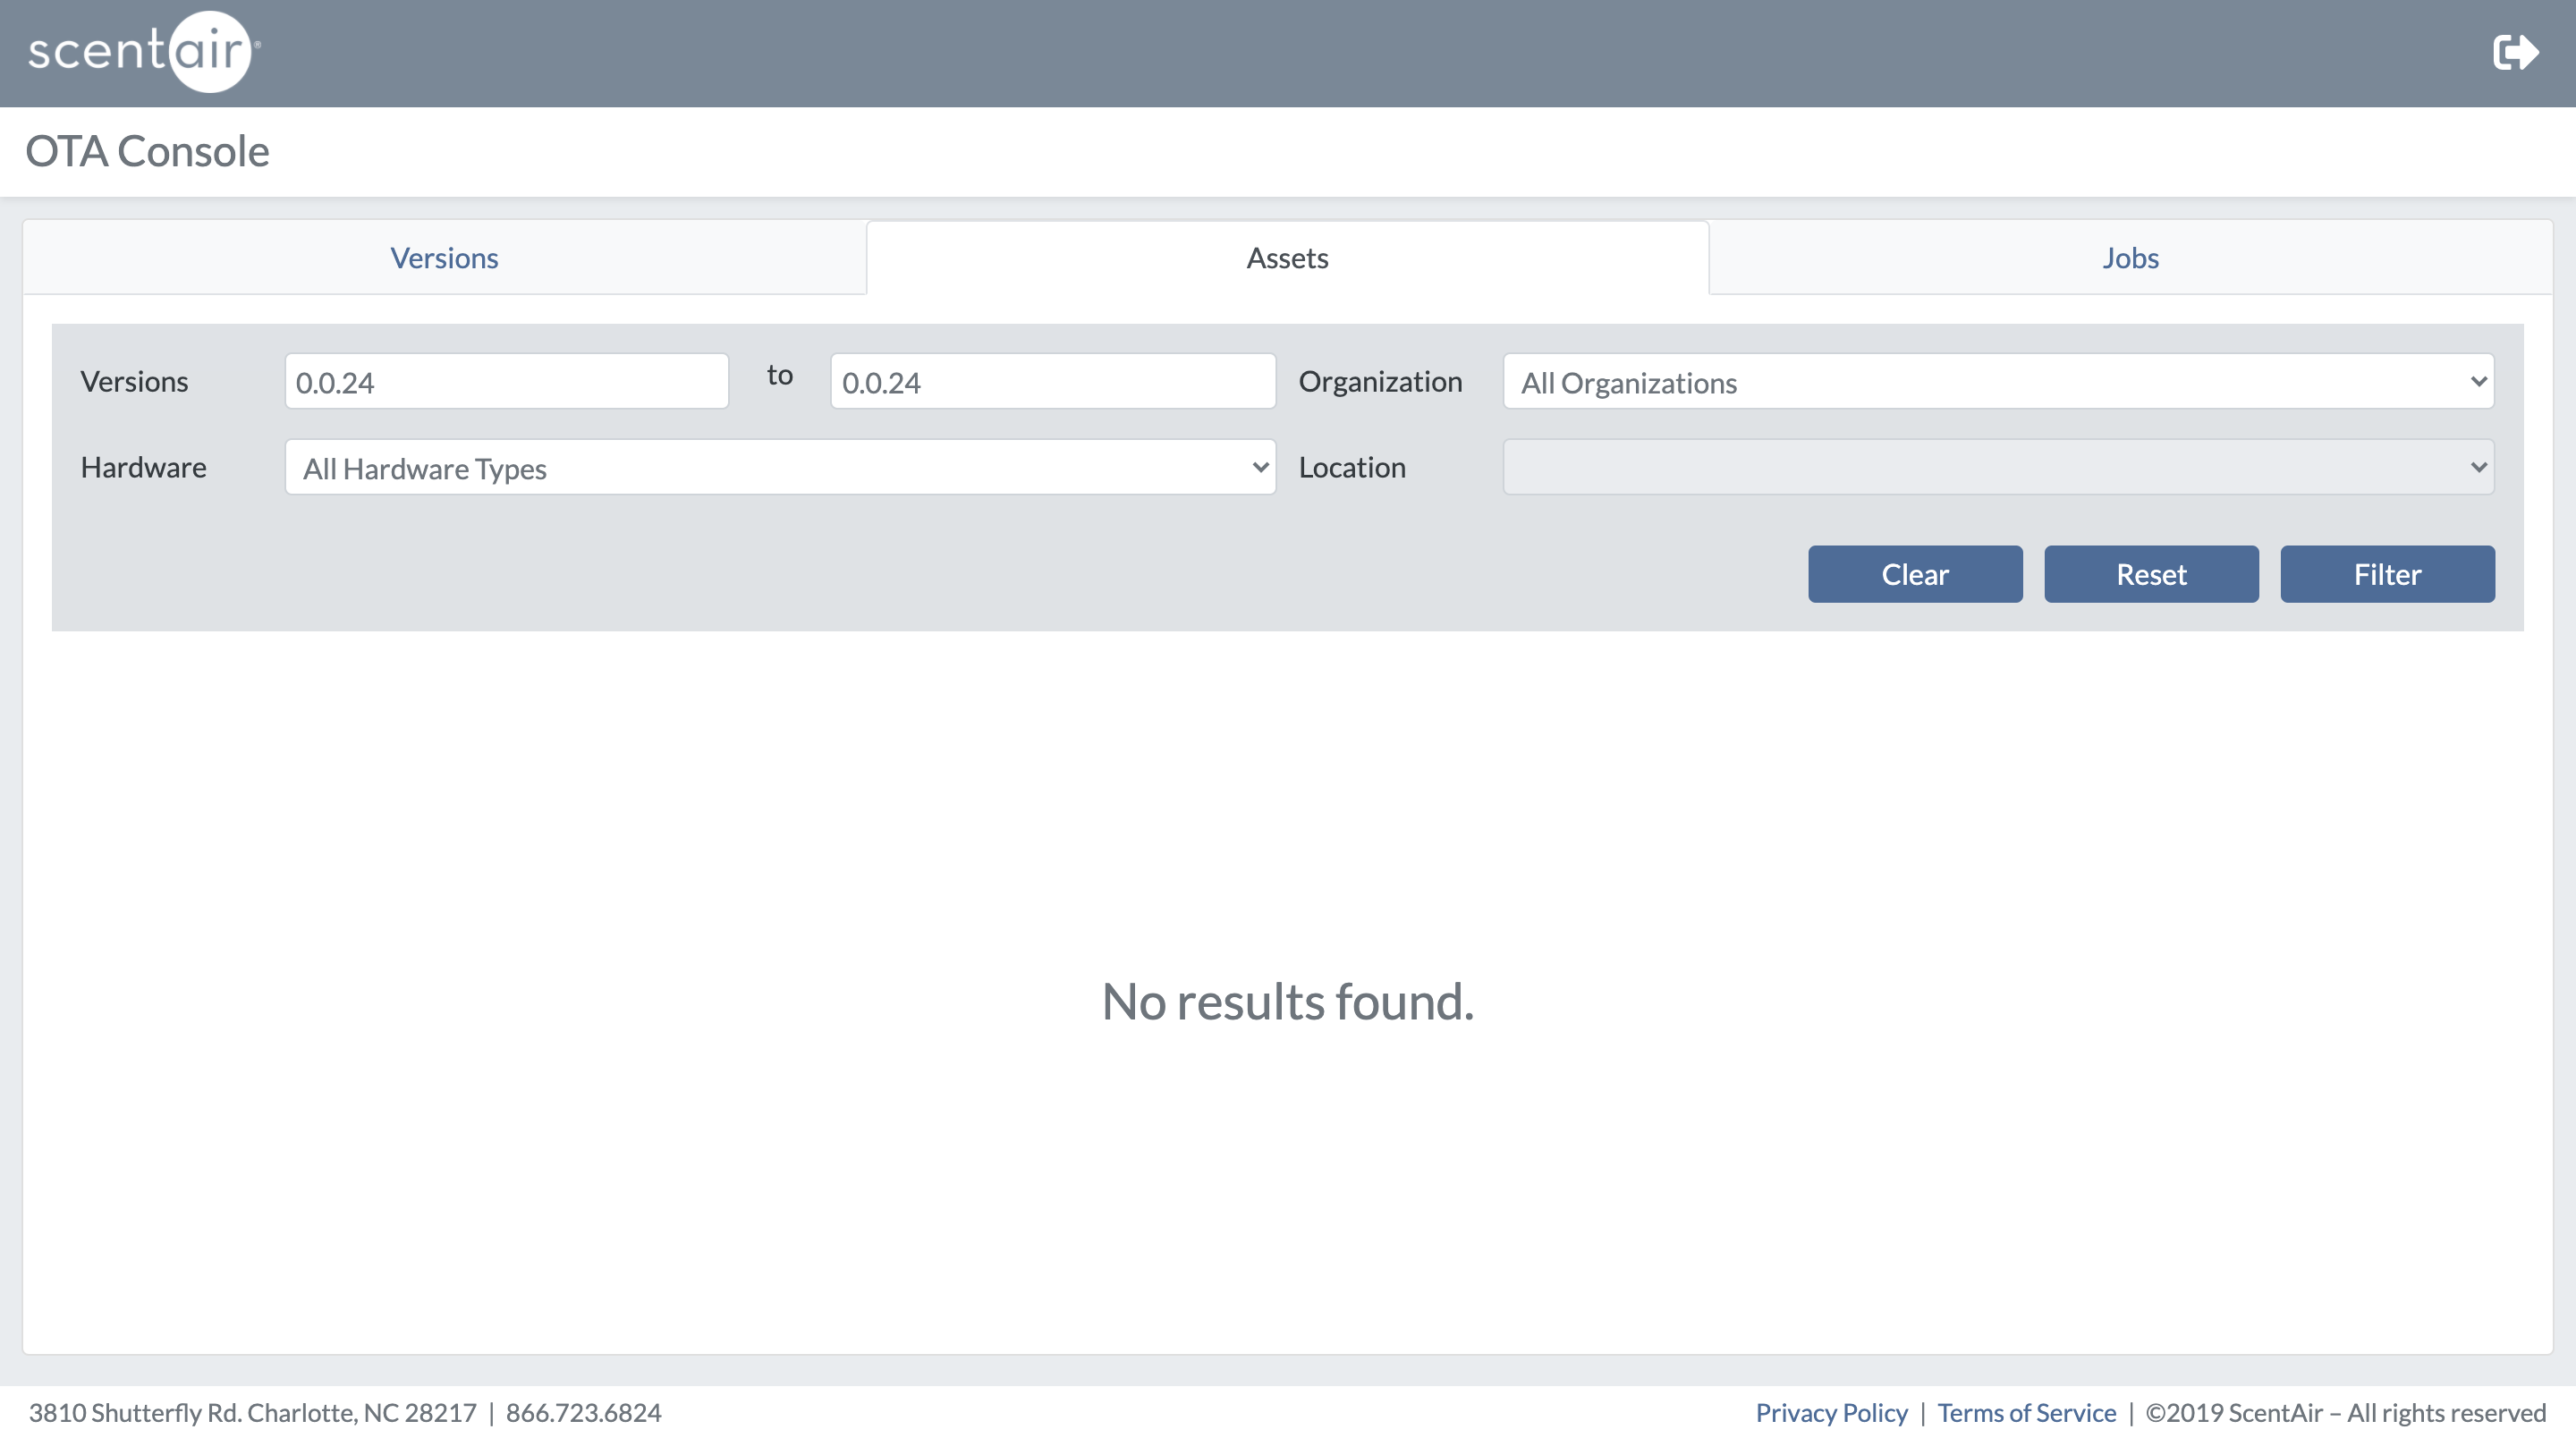 scentair®
OTA Console
Versions
Assets
Jobs
Versions 0.0.24 to 0.0.24 Organization All Organizations
Hardware All Hardware Types Location
Clear Reset Filter
No results found.
3810 Shutterfly Rd. Charlotte, NC 28217 | 866.723.6824
Privacy Policy | Terms of Service | ©2019 ScentAir – All rights reserved